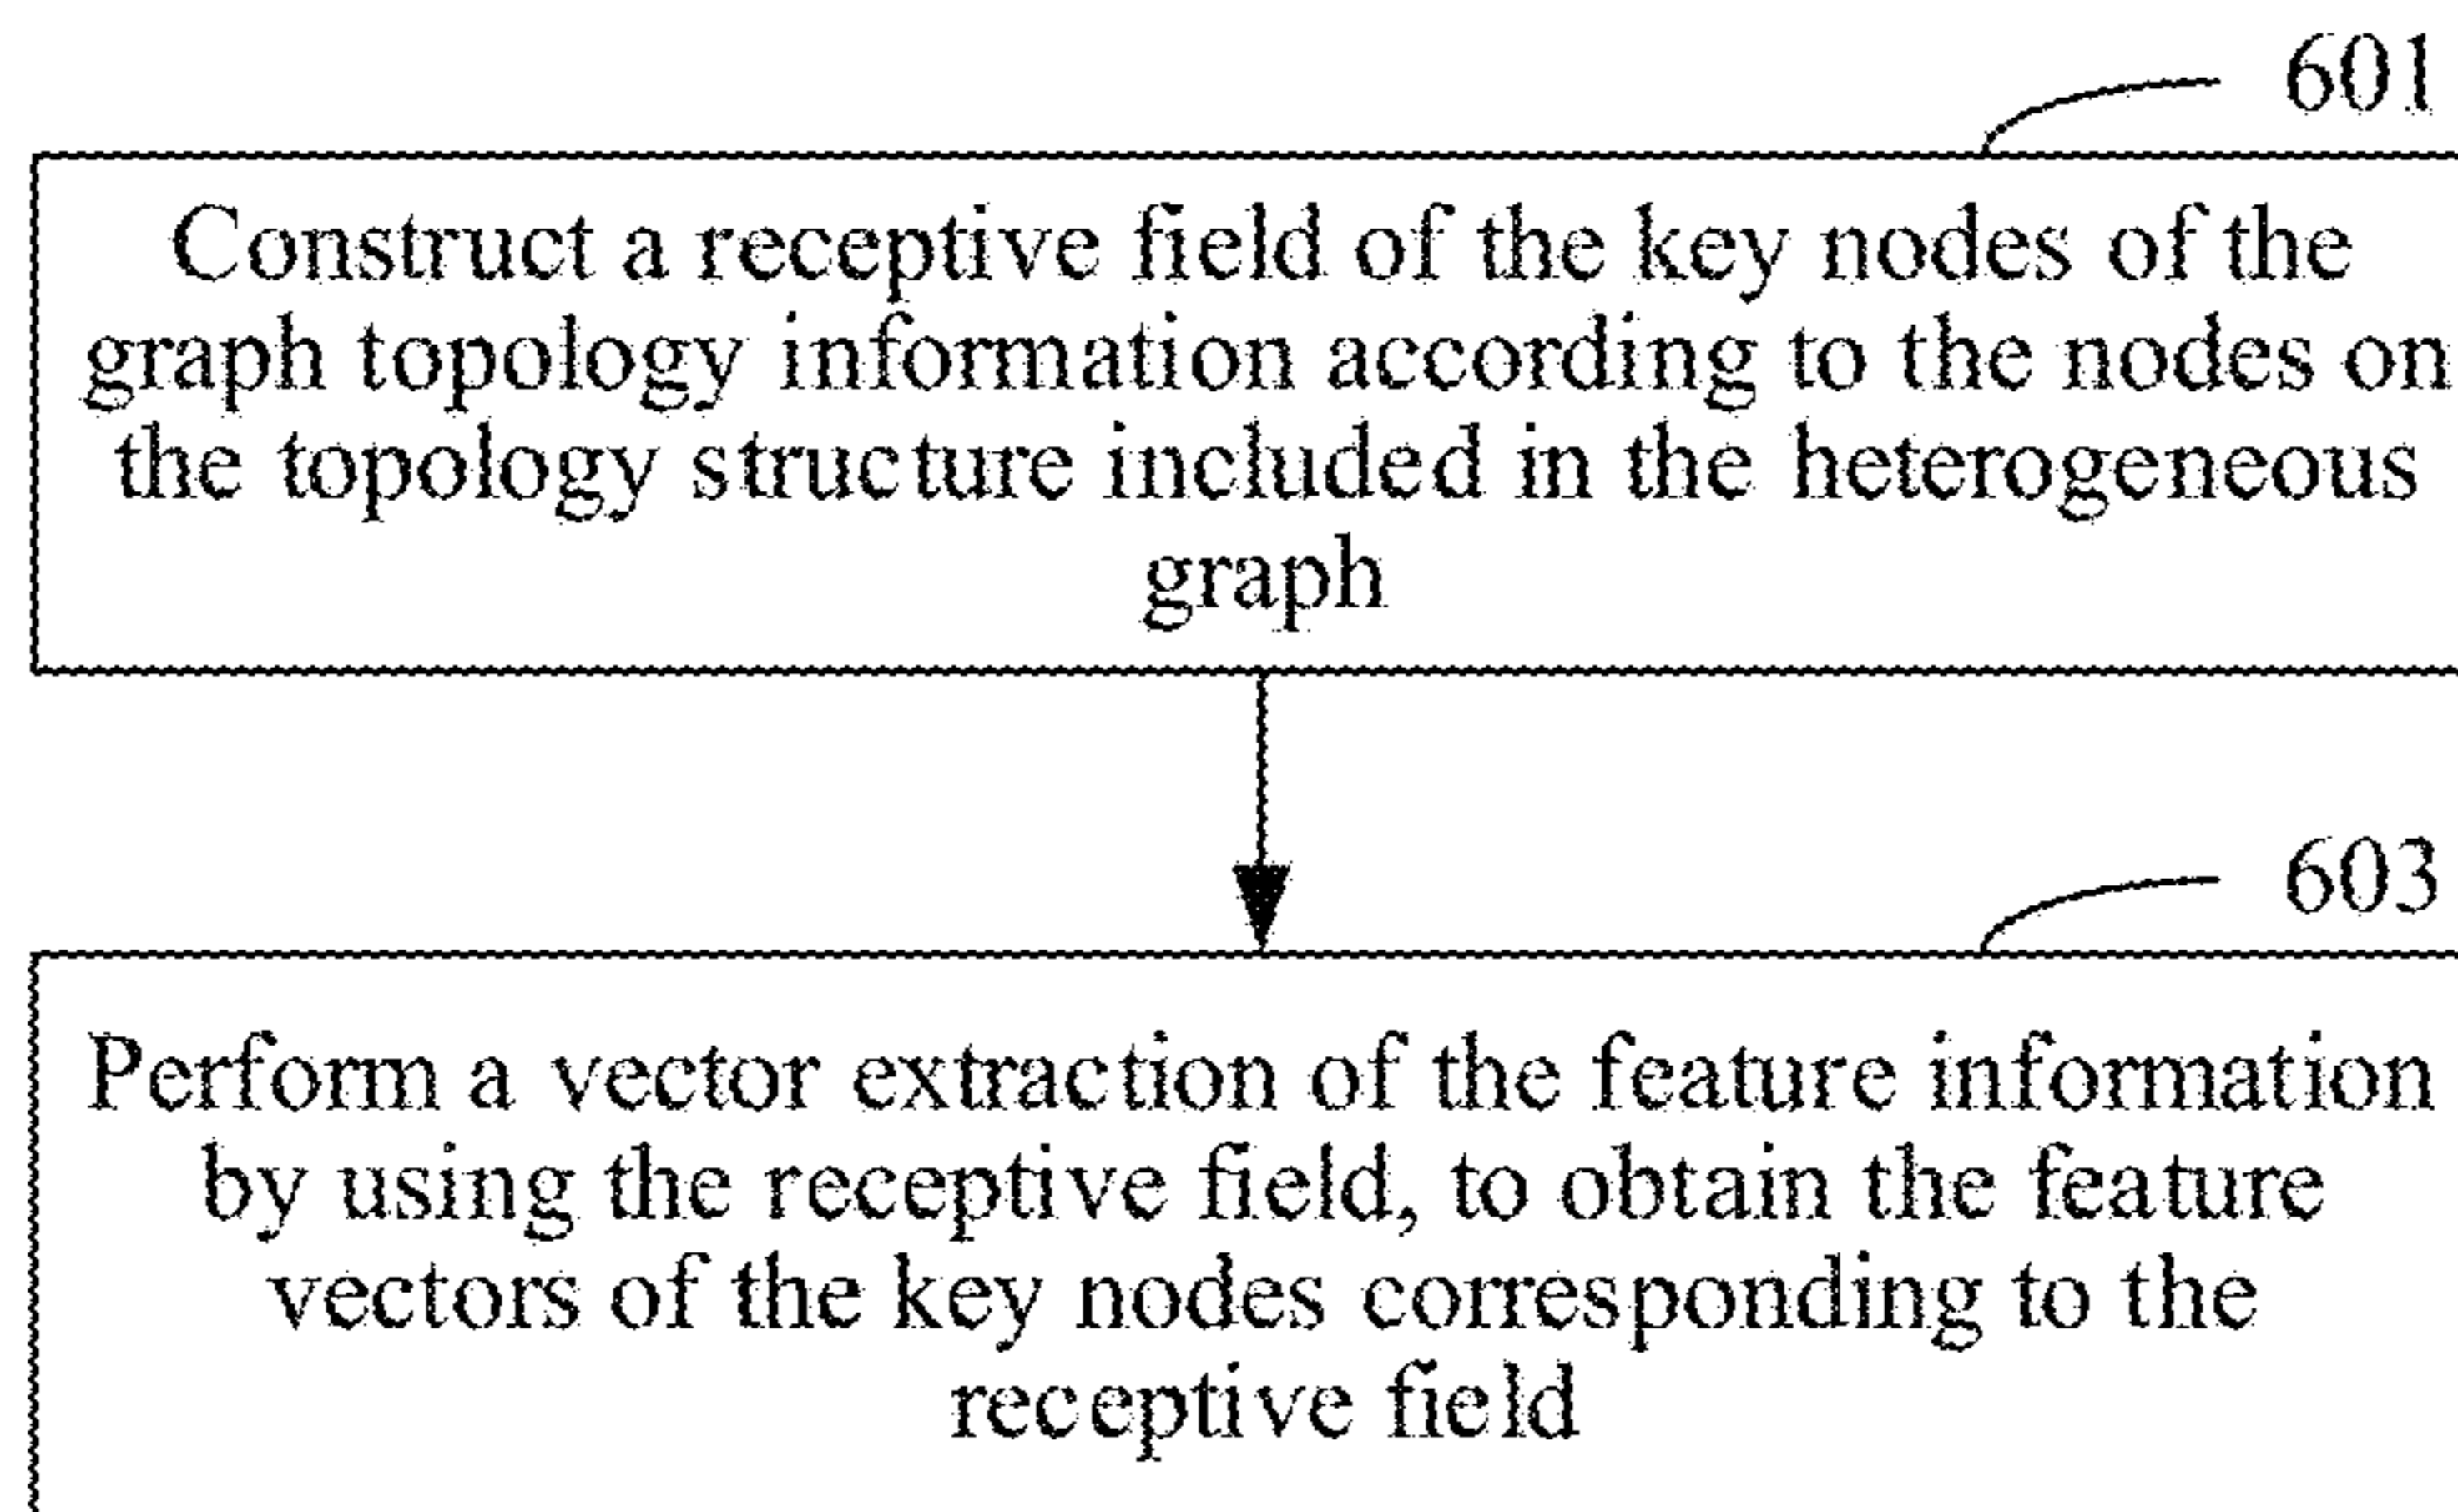 601
Construct a receptive field of the key nodes of the
graph topology information according to the nodes on
the topology structure included in the heterogeneous
graph
603
Perform a vector extraction of the feature information
by using the receptive field, to obtain the feature
vectors of the key nodes corresponding to the
receptive field